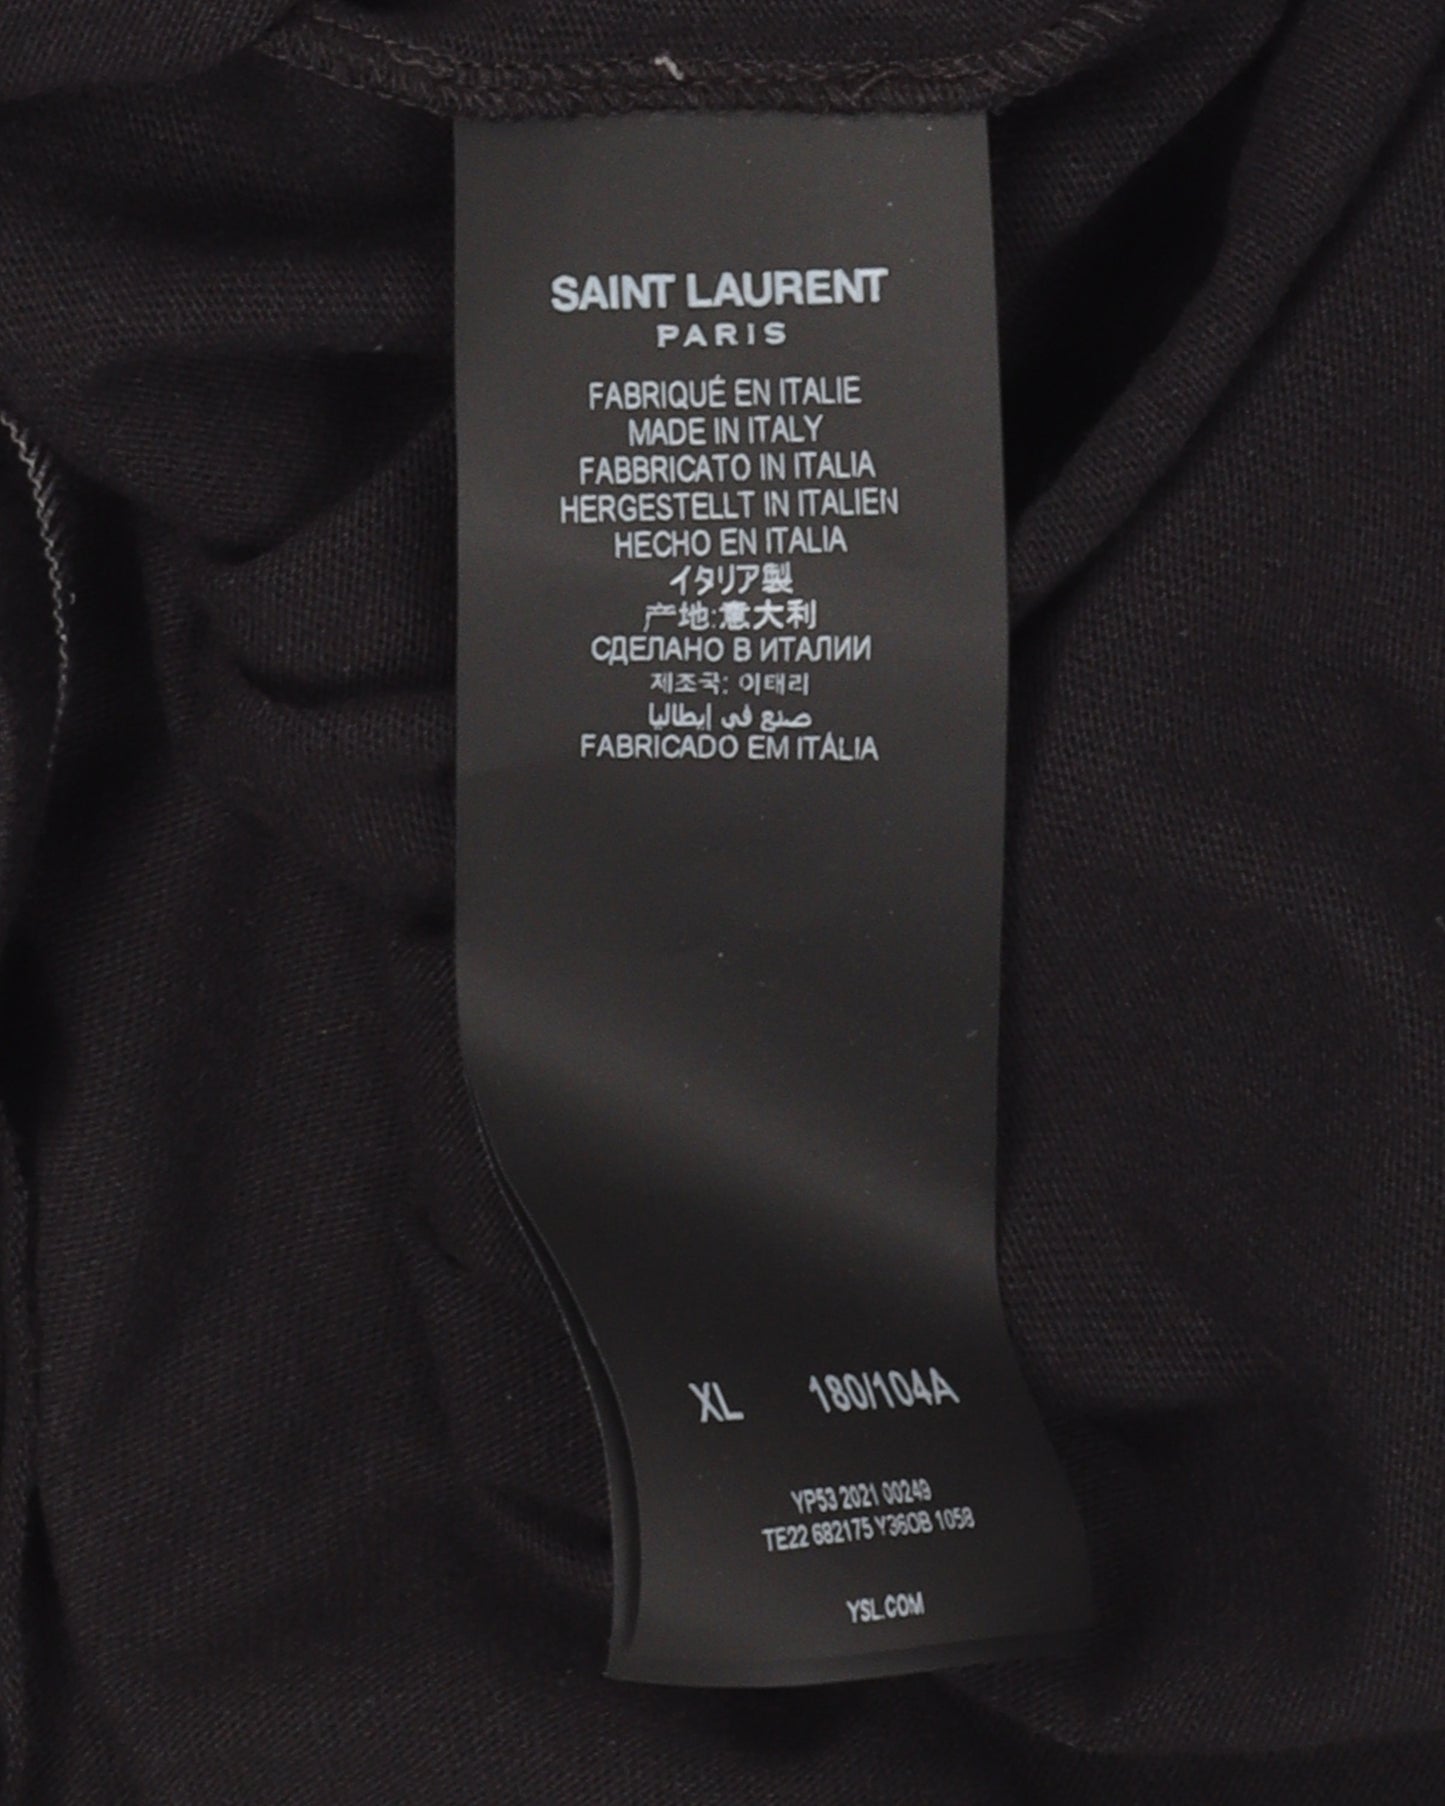 SAINT LAURENT
PARIS
FABRIQUÉ EN ITALIE
MADE IN ITALY
FABBRICATO IN ITALIA
HERGESTELLT IN ITALIEN
HECHO EN ITALIA
イタリア製
产地:意大利
СДЕЛАНО В ИТАЛИИ
제조국: 이태리
صنع في إيطاليا
FABRICADO EM ITÁLIA
XL 180/104A
YP53 2021 00249
TE22 682175 Y36OB 1058
YSL.COM